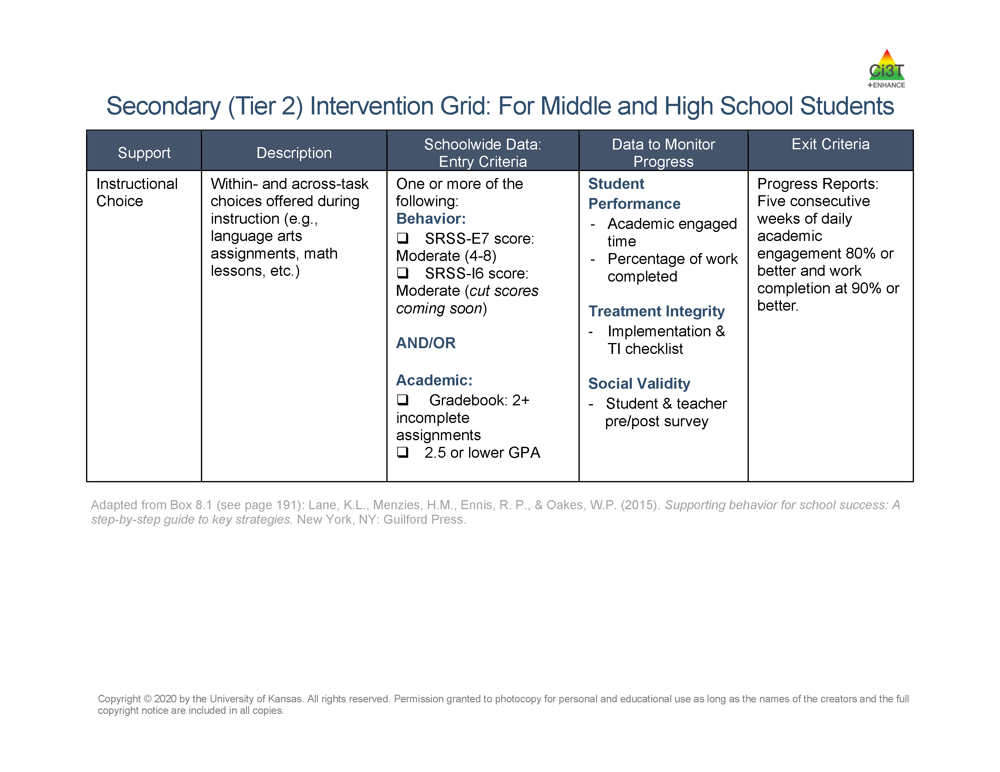 Ci3T
+ENHANCE
Secondary (Tier 2) Intervention Grid: For Middle and High School Students
Support
Description
Schoolwide Data:
Entry Criteria
Data to Monitor
Progress
Exit Criteria
Instructional
Choice
Within- and across-task
choices offered during
instruction (e.g.,
language arts
assignments, math
lessons, etc.)
One or more of the
following:
Behavior:
❑ SRSS-E7 score:
Moderate (4-8)
❑ SRSS-I6 score:
Moderate (cut scores
coming soon)
AND/OR
Academic:
❑ Gradebook: 2+
incomplete
assignments
❑ 2.5 or lower GPA
Student
Performance
- Academic engaged
time
- Percentage of work
completed
Treatment Integrity
- Implementation &
TI checklist
Social Validity
- Student & teacher
pre/post survey
Progress Reports:
Five consecutive
weeks of daily
academic
engagement 80% or
better and work
completion at 90% or
better.
Adapted from Box 8.1 (see page 191): Lane, K.L., Menzies, H.M., Ennis, R. P., & Oakes, W.P. (2015). Supporting behavior for school success: A
step-by-step guide to key strategies. New York, NY: Guilford Press.
Copyright © 2020 by the University of Kansas. All rights reserved. Permission granted to photocopy for personal and educational use as long as the names of the creators and the full
copyright notice are included in all copies.